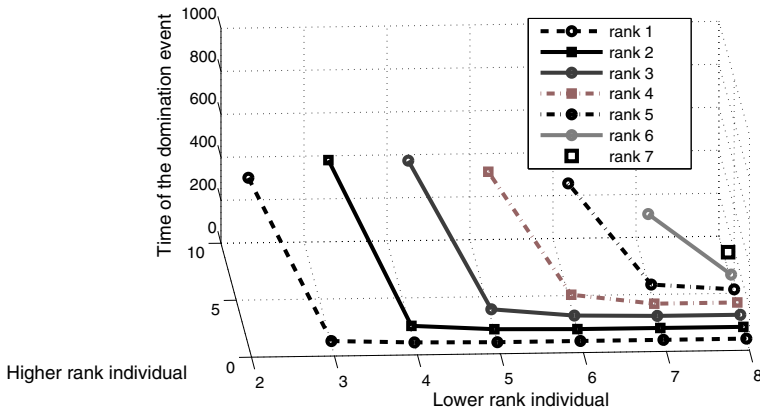 1000
800
600
400
200
0
10
5
0
Time of the domination event
Higher rank individual
2
3
4
5
6
7
8
Lower rank individual
rank 1
rank 2
rank 3
rank 4
rank 5
rank 6
rank 7